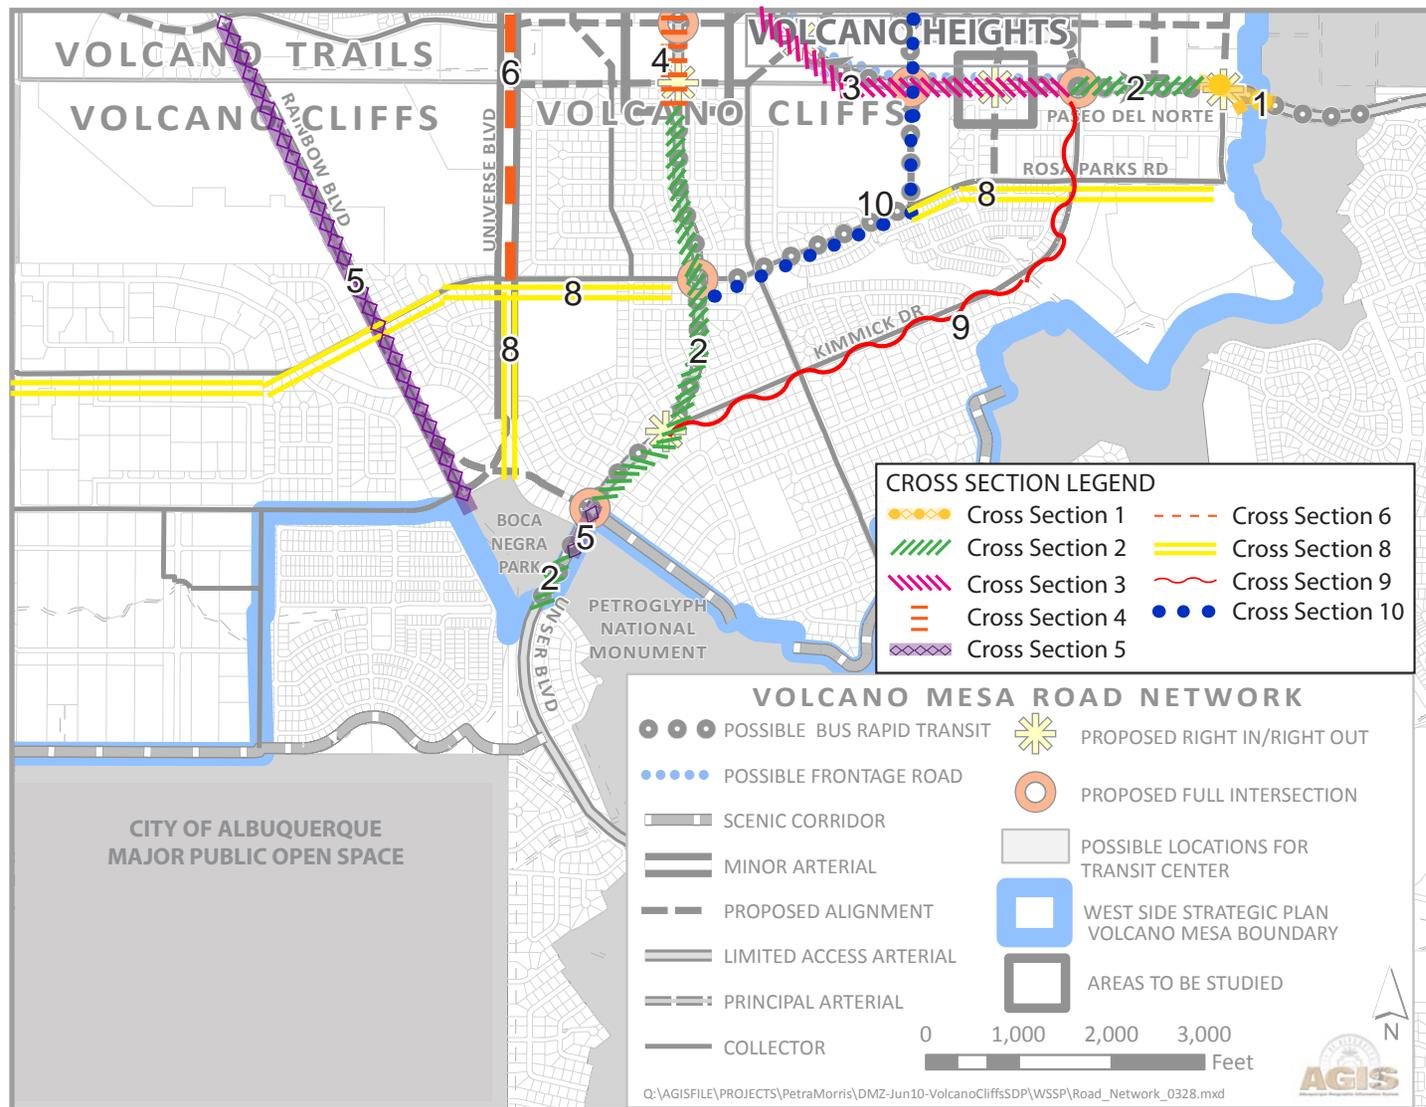 VOLCANO TRAILS
VOLCANO HEIGHTS
VOLCANO CLIFFS
VOLCANO CLIFFS
RAINBOW BLVD
UNIVERSE BLVD
6
4
3
2
1
PASEO DEL NORTE
ROSA PARKS RD
10
8
5
8
8
2
KIMMICK DR
9
BOCA
NEGRA
PARK
5
2
UNSER BLVD
PETROGLYPH
NATIONAL
MONUMENT
CITY OF ALBUQUERQUE
MAJOR PUBLIC OPEN SPACE
CROSS SECTION LEGEND
Cross Section 1
Cross Section 2
Cross Section 3
Cross Section 4
Cross Section 5
Cross Section 6
Cross Section 8
Cross Section 9
Cross Section 10
VOLCANO MESA ROAD NETWORK
POSSIBLE BUS RAPID TRANSIT
POSSIBLE FRONTAGE ROAD
SCENIC CORRIDOR
MINOR ARTERIAL
PROPOSED ALIGNMENT
LIMITED ACCESS ARTERIAL
PRINCIPAL ARTERIAL
COLLECTOR
PROPOSED RIGHT IN/RIGHT OUT
PROPOSED FULL INTERSECTION
POSSIBLE LOCATIONS FOR
TRANSIT CENTER
WEST SIDE STRATEGIC PLAN
VOLCANO MESA BOUNDARY
AREAS TO BE STUDIED
0 1,000 2,000 3,000
Feet
N
AGIS
Q:\AGISFILE\PROJECTS\PetraMorris\DMZ-Jun10-VolcanoCliffsSDP\WSSP\Road_Network_0328.mxd